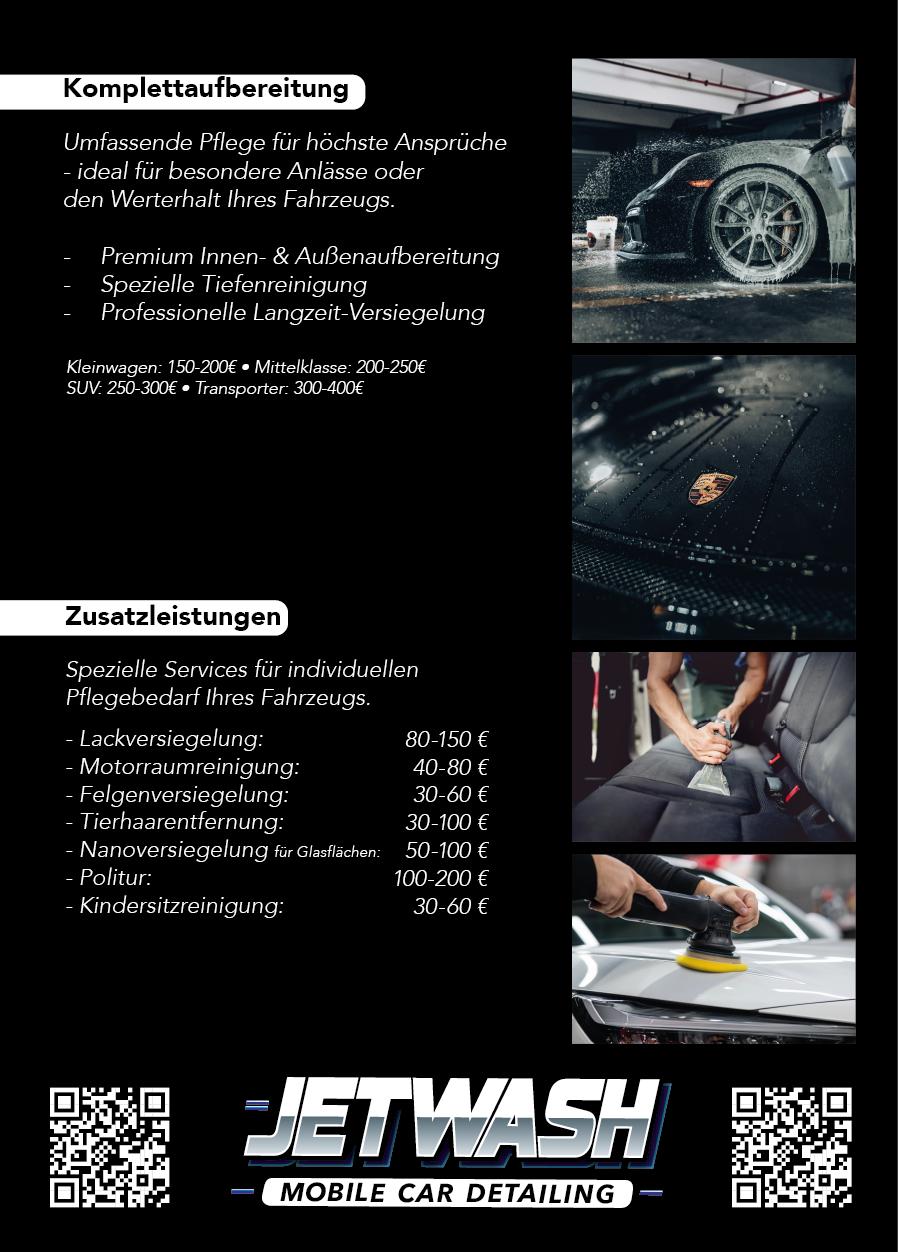 Komplettaufbereitung
Umfassende Pflege für höchste Ansprüche
- ideal für besondere Anlässe oder
den Werterhalt Ihres Fahrzeugs.
- Premium Innen- & Außenaufbereitung
- Spezielle Tiefenreinigung
- Professionelle Langzeit-Versiegelung
Kleinwagen: 150-200€ • Mittelklasse: 200-250€
SUV: 250-300€ • Transporter: 300-400€
Zusatzleistungen
Spezielle Services für individuellen
Pflegebedarf Ihres Fahrzeugs.
- Lackversiegelung: 80-150 €
- Motorraumreinigung: 40-80 €
- Felgenversiegelung: 30-60 €
- Tierhaarentfernung: 30-100 €
- Nanoversiegelung für Glasflächen: 50-100 €
- Politur: 100-200 €
- Kindersitzreinigung: 30-60 €
JETWASH
MOBILE CAR DETAILING